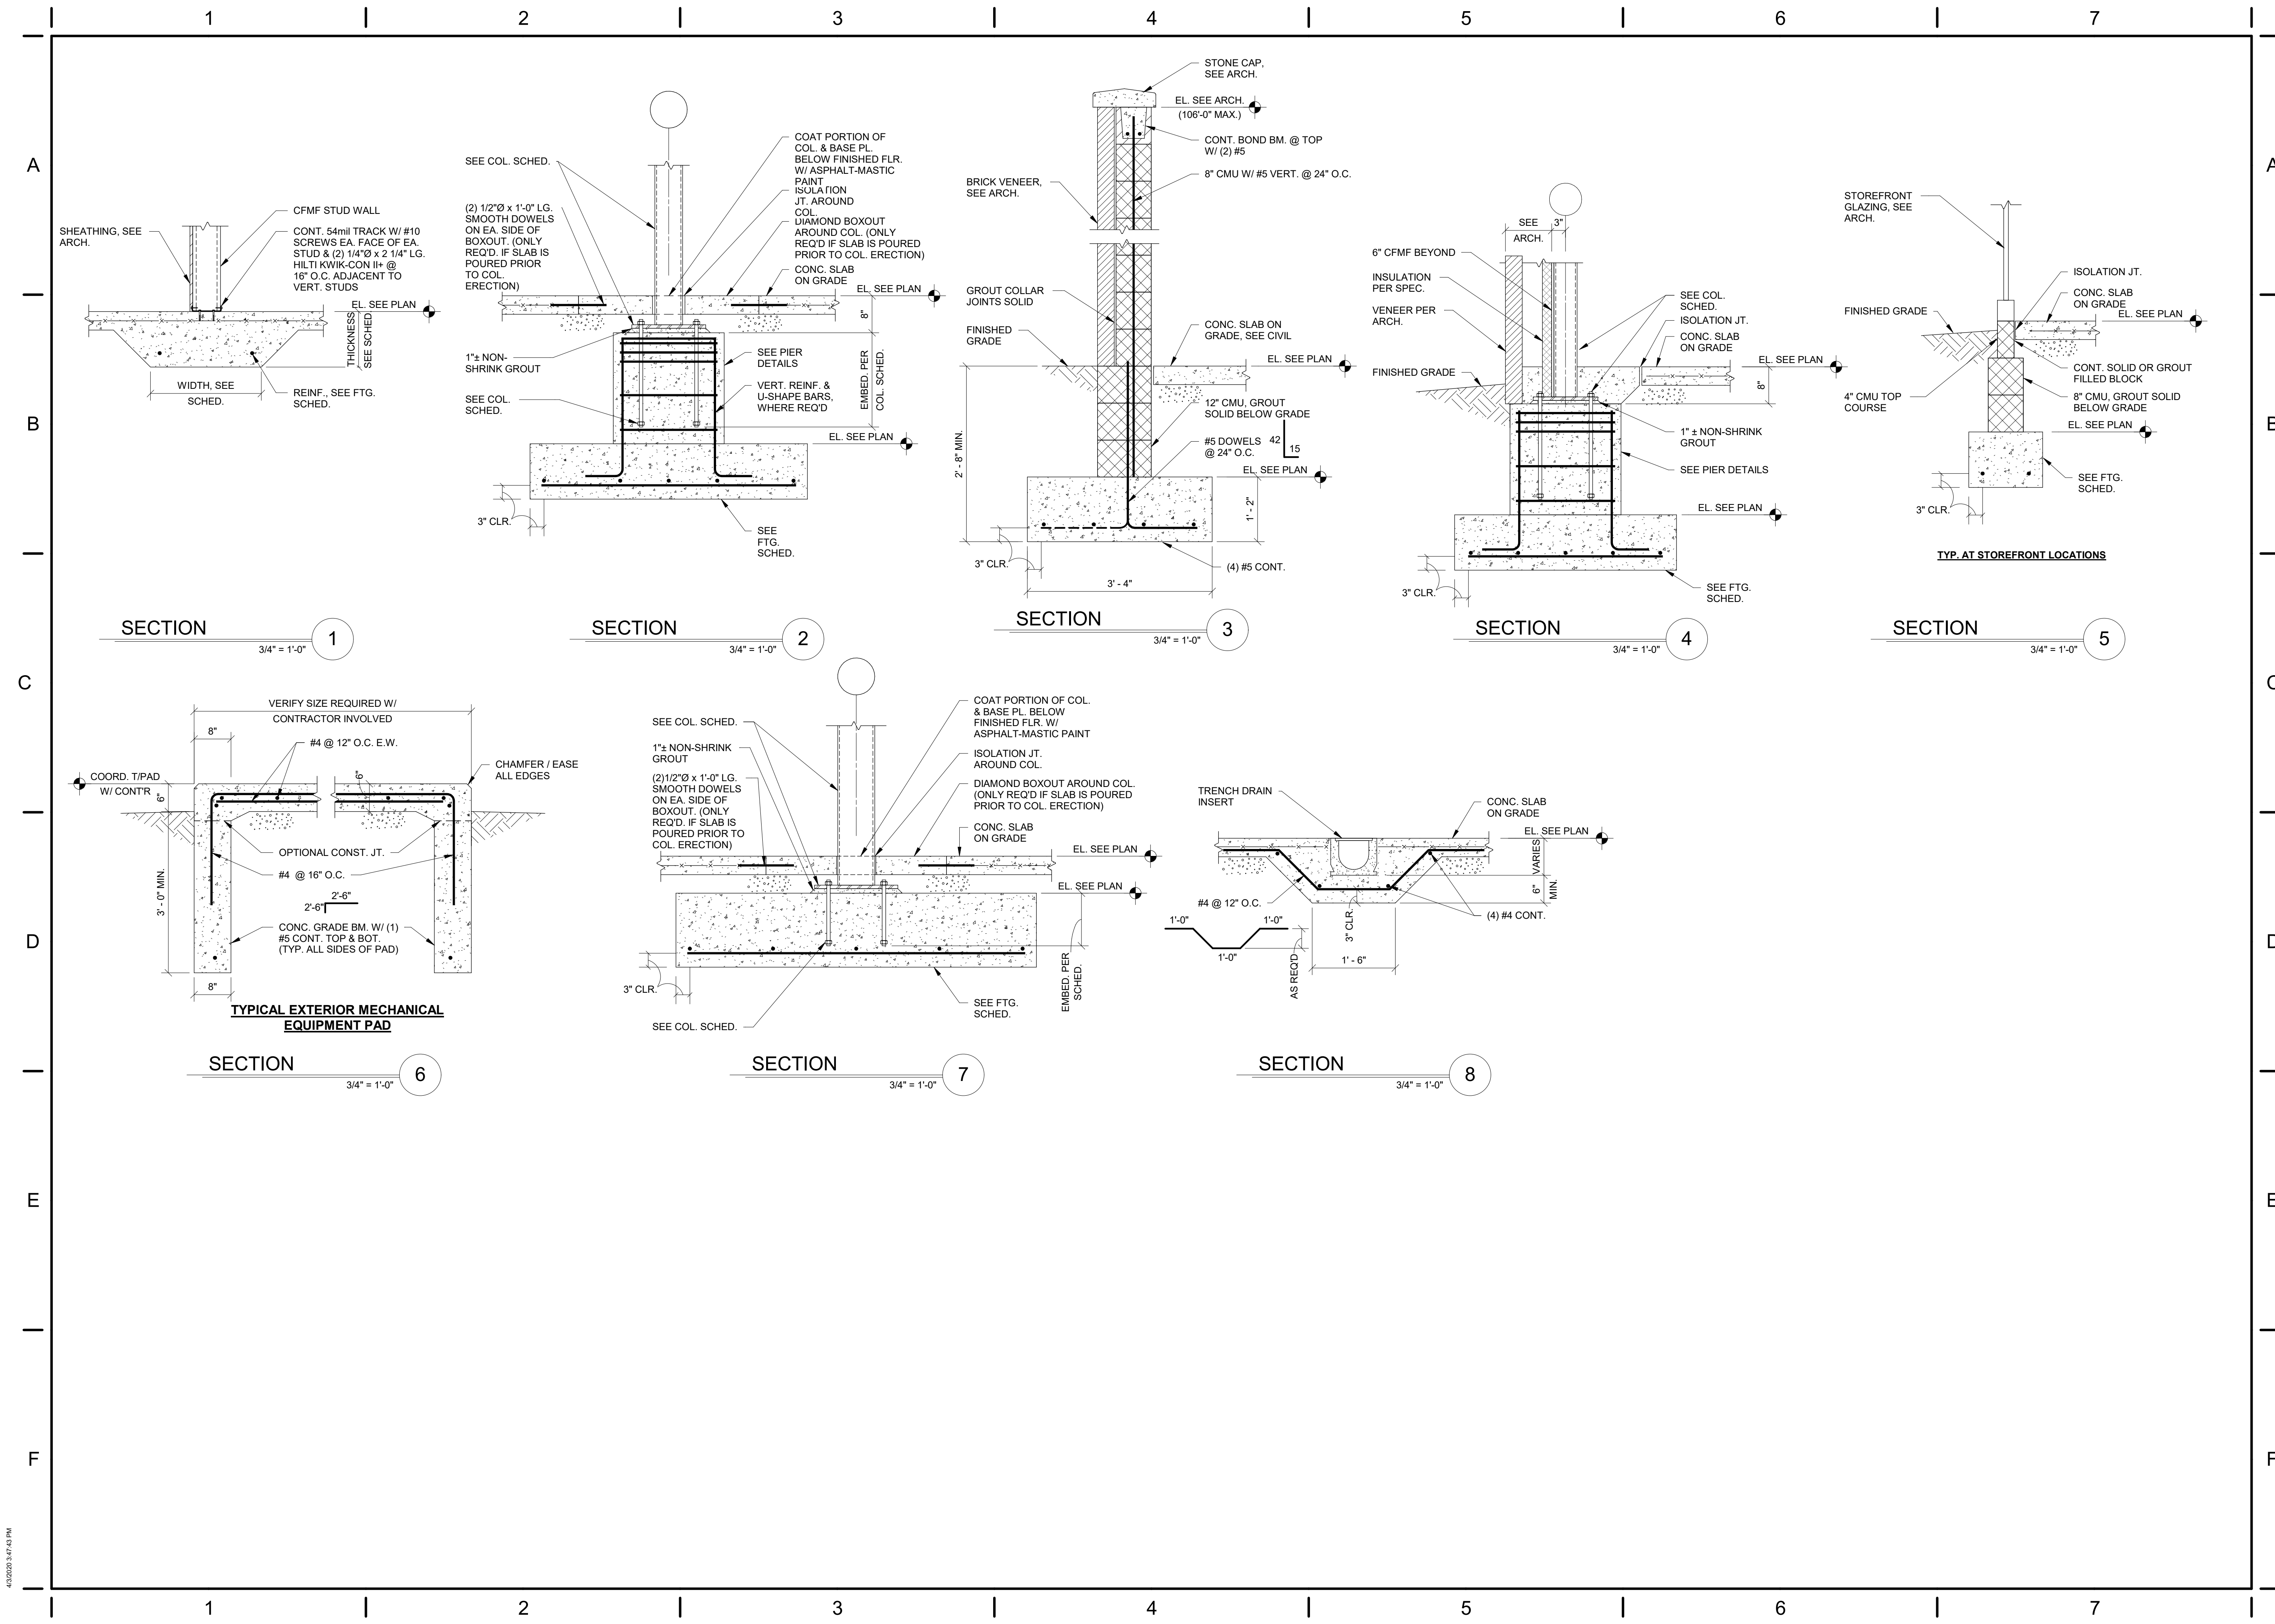 1
2
3
4
5
6
7
A
B
C
D
E
F
SHEATHING, SEE
ARCH.
CFMF STUD WALL
CONT. 54mil TRACK W/ #10
SCREWS EA. FACE OF EA.
STUD & (2) 1/4"Ø x 2 1/4" LG.
HILTI KWIK-CON II+ @
16" O.C. ADJACENT TO
VERT. STUDS
EL. SEE PLAN
THICKNESS
SEE SCHED.
WIDTH, SEE
SCHED.
REINF., SEE FTG.
SCHED.
SECTION
1
3/4" = 1'-0"
SEE COL. SCHED.
(2) 1/2"Ø x 1'-0" LG.
SMOOTH DOWELS
ON EA. SIDE OF
BOXOUT. (ONLY
REQ'D. IF SLAB IS
POURED PRIOR
TO COL.
ERECTION)
COAT PORTION OF
COL. & BASE PL.
BELOW FINISHED FLR.
W/ ASPHALT-MASTIC
PAINT
ISOLATION
JT. AROUND
COL.
DIAMOND BOXOUT
AROUND COL. (ONLY
REQ'D IF SLAB IS POURED
PRIOR TO COL. ERECTION)
CONC. SLAB
ON GRADE
EL. SEE PLAN
8"
1"± NON-
SHRINK GROUT
SEE PIER
DETAILS
VERT. REINF. &
U-SHAPE BARS,
WHERE REQ'D
EMBED. PER
COL. SCHED.
SEE COL.
SCHED.
EL. SEE PLAN
3" CLR.
SEE
FTG.
SCHED.
SECTION
2
3/4" = 1'-0"
STONE CAP,
SEE ARCH.
EL. SEE ARCH.
(106'-0" MAX.)
CONT. BOND BM. @ TOP
W/ (2) #5
8" CMU W/ #5 VERT. @ 24" O.C.
BRICK VENEER,
SEE ARCH.
GROUT COLLAR
JOINTS SOLID
FINISHED
GRADE
CONC. SLAB ON
GRADE, SEE CIVIL
EL. SEE PLAN
12" CMU, GROUT
SOLID BELOW GRADE
#5 DOWELS
@ 24" O.C.
42
15
2' - 8" MIN.
EL. SEE PLAN
1' - 2"
3" CLR.
3' - 4"
(4) #5 CONT.
SECTION
3
3/4" = 1'-0"
SEE
ARCH.
3"
6" CFMF BEYOND
INSULATION
PER SPEC.
VENEER PER
ARCH.
FINISHED GRADE
SEE COL.
SCHED.
ISOLATION JT.
CONC. SLAB
ON GRADE
EL. SEE PLAN
8"
1" ± NON-SHRINK
GROUT
SEE PIER DETAILS
EL. SEE PLAN
3" CLR.
SEE FTG.
SCHED.
SECTION
4
3/4" = 1'-0"
STOREFRONT
GLAZING, SEE
ARCH.
FINISHED GRADE
ISOLATION JT.
CONC. SLAB
ON GRADE
EL. SEE PLAN
CONT. SOLID OR GROUT
FILLED BLOCK
4" CMU TOP
COURSE
8" CMU, GROUT SOLID
BELOW GRADE
EL. SEE PLAN
SEE FTG.
SCHED.
3" CLR.
TYP. AT STOREFRONT LOCATIONS
SECTION
5
3/4" = 1'-0"
VERIFY SIZE REQUIRED W/
CONTRACTOR INVOLVED
8"
#4 @ 12" O.C. E.W.
CHAMFER / EASE
ALL EDGES
COORD. T/PAD
W/ CONT'R
6"
6"
OPTIONAL CONST. JT.
#4 @ 16" O.C.
2'-6"
2'-6"
3' - 0" MIN.
CONC. GRADE BM. W/ (1)
#5 CONT. TOP & BOT.
(TYP. ALL SIDES OF PAD)
8"
TYPICAL EXTERIOR MECHANICAL
EQUIPMENT PAD
SECTION
6
3/4" = 1'-0"
SEE COL. SCHED.
1"± NON-SHRINK
GROUT
(2)1/2"Ø x 1'-0" LG.
SMOOTH DOWELS
ON EA. SIDE OF
BOXOUT. (ONLY
REQ'D. IF SLAB IS
POURED PRIOR TO
COL. ERECTION)
COAT PORTION OF COL.
& BASE PL. BELOW
FINISHED FLR. W/
ASPHALT-MASTIC PAINT
ISOLATION JT.
AROUND COL.
DIAMOND BOXOUT AROUND COL.
(ONLY REQ'D IF SLAB IS POURED
PRIOR TO COL. ERECTION)
CONC. SLAB
ON GRADE
EL. SEE PLAN
EL. SEE PLAN
EMBED. PER
SCHED.
3" CLR.
SEE FTG.
SCHED.
SEE COL. SCHED.
SECTION
7
3/4" = 1'-0"
TRENCH DRAIN
INSERT
CONC. SLAB
ON GRADE
EL. SEE PLAN
VARIES
6"
MIN.
#4 @ 12" O.C.
(4) #4 CONT.
3" CLR.
1'-0"
1'-0"
1'-0"
AS REQ'D
1' - 6"
SECTION
8
3/4" = 1'-0"
4/3/2020 3:47:43 PM
A
B
C
D
E
F
1
2
3
4
5
6
7